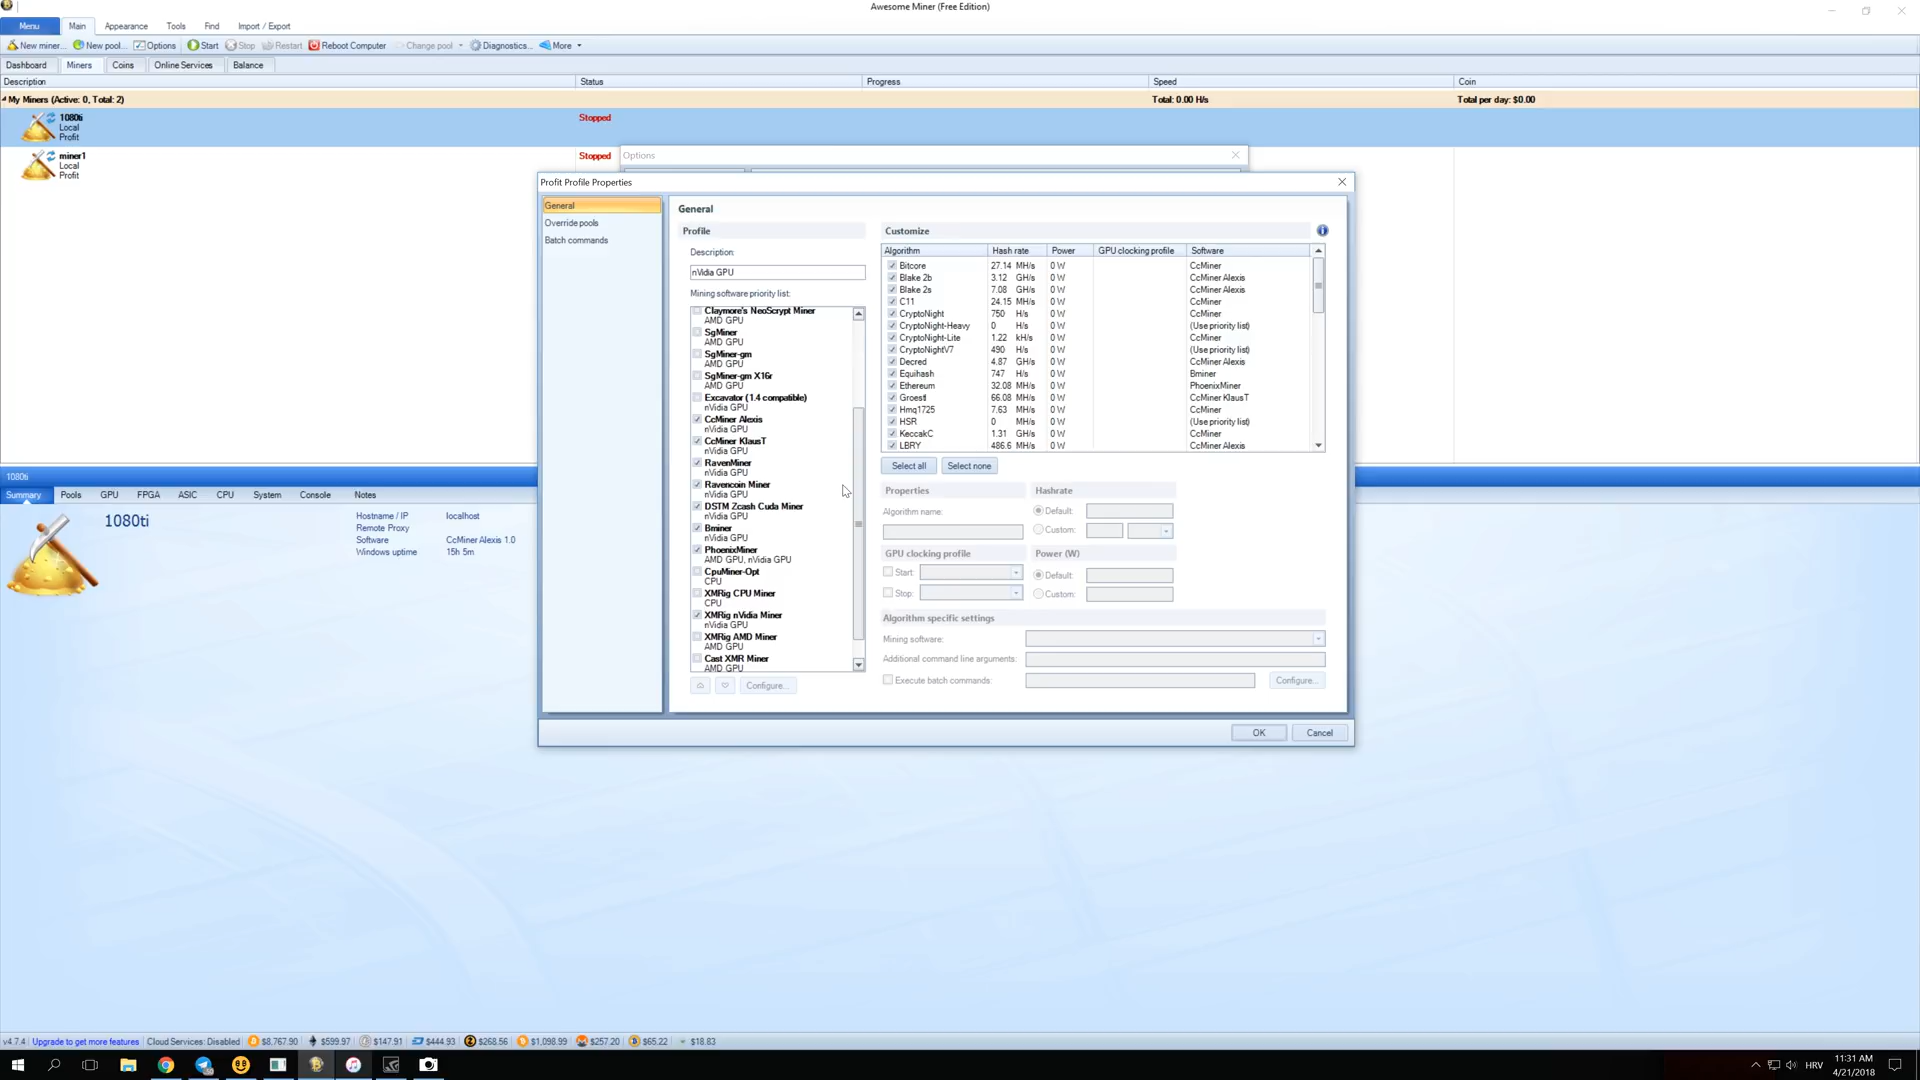 Awesome Miner (Free Edition)
Menu Main Appearance Tools Find Import / Export
New miner... New pool... Options Start Stop Restart Reboot Computer Change pool Diagnostics... More
Dashboard Miners Coins Online Services Balance
Description Status Progress Speed Coin
My Miners (Active: 0, Total: 2) Total: 0.00 H/s Total per day: $0.00
1080ti Stopped
Local
Profit
miner1 Stopped
Local
Profit
Options
Profit Profile Properties
General
Override pools
Batch commands
General
Profile
Description:
nVidia GPU
Mining software priority list:
Claymore's NeoScrypt Miner
AMD GPU
SgMiner
AMD GPU
SgMiner-gm
AMD GPU
SgMiner-gm X16r
AMD GPU
Excavator (1.4 compatible)
nVidia GPU
CcMiner Alexis
nVidia GPU
CcMiner KlausT
nVidia GPU
RavenMiner
nVidia GPU
Ravencoin Miner
nVidia GPU
DSTM Zcash Cuda Miner
nVidia GPU
Bminer
nVidia GPU
PhoenixMiner
AMD GPU, nVidia GPU
CpuMiner-Opt
CPU
XMRig CPU Miner
CPU
XMRig nVidia Miner
nVidia GPU
XMRig AMD Miner
AMD GPU
Cast XMR Miner
AMD GPU
Configure...
Customize
Algorithm Hash rate Power GPU clocking profile Software
Bitcore 27.14 MH/s 0 W CcMiner
Blake 2b 3.12 GH/s 0 W CcMiner Alexis
Blake 2s 7.08 GH/s 0 W CcMiner Alexis
C11 24.15 MH/s 0 W CcMiner
CryptoNight 750 H/s 0 W CcMiner
CryptoNight-Heavy 0 H/s 0 W (Use priority list)
CryptoNight-Lite 1.22 kH/s 0 W CcMiner
CryptoNightV7 490 H/s 0 W (Use priority list)
Decred 4.87 GH/s 0 W CcMiner Alexis
Equihash 747 H/s 0 W Bminer
Ethereum 32.08 MH/s 0 W PhoenixMiner
Groestl 66.08 MH/s 0 W CcMiner KlausT
Hmq1725 7.63 MH/s 0 W CcMiner
HSR 0 MH/s 0 W (Use priority list)
KeccakC 1.31 GH/s 0 W CcMiner
LBRY 486.6 MH/s 0 W CcMiner Alexis
Select all Select none
Properties Hashrate
Algorithm name: Default:
Custom:
GPU clocking profile Power (W)
Start: Default:
Stop: Custom:
Algorithm specific settings
Mining software:
Additional command line arguments:
Execute batch commands: Configure...
OK Cancel
1080ti
Summary Pools GPU FPGA ASIC CPU System Console Notes
1080ti
Hostname / IP localhost
Remote Proxy
Software CcMiner Alexis 1.0
Windows uptime 15h 5m
v4.7.4 Upgrade to get more features Cloud Services: Disabled $8,767.90 $599.97 $147.91 $444.93 $268.56 $1,098.99 $257.20 $65.22 $18.83
HRV 11:31 AM
4/21/2018